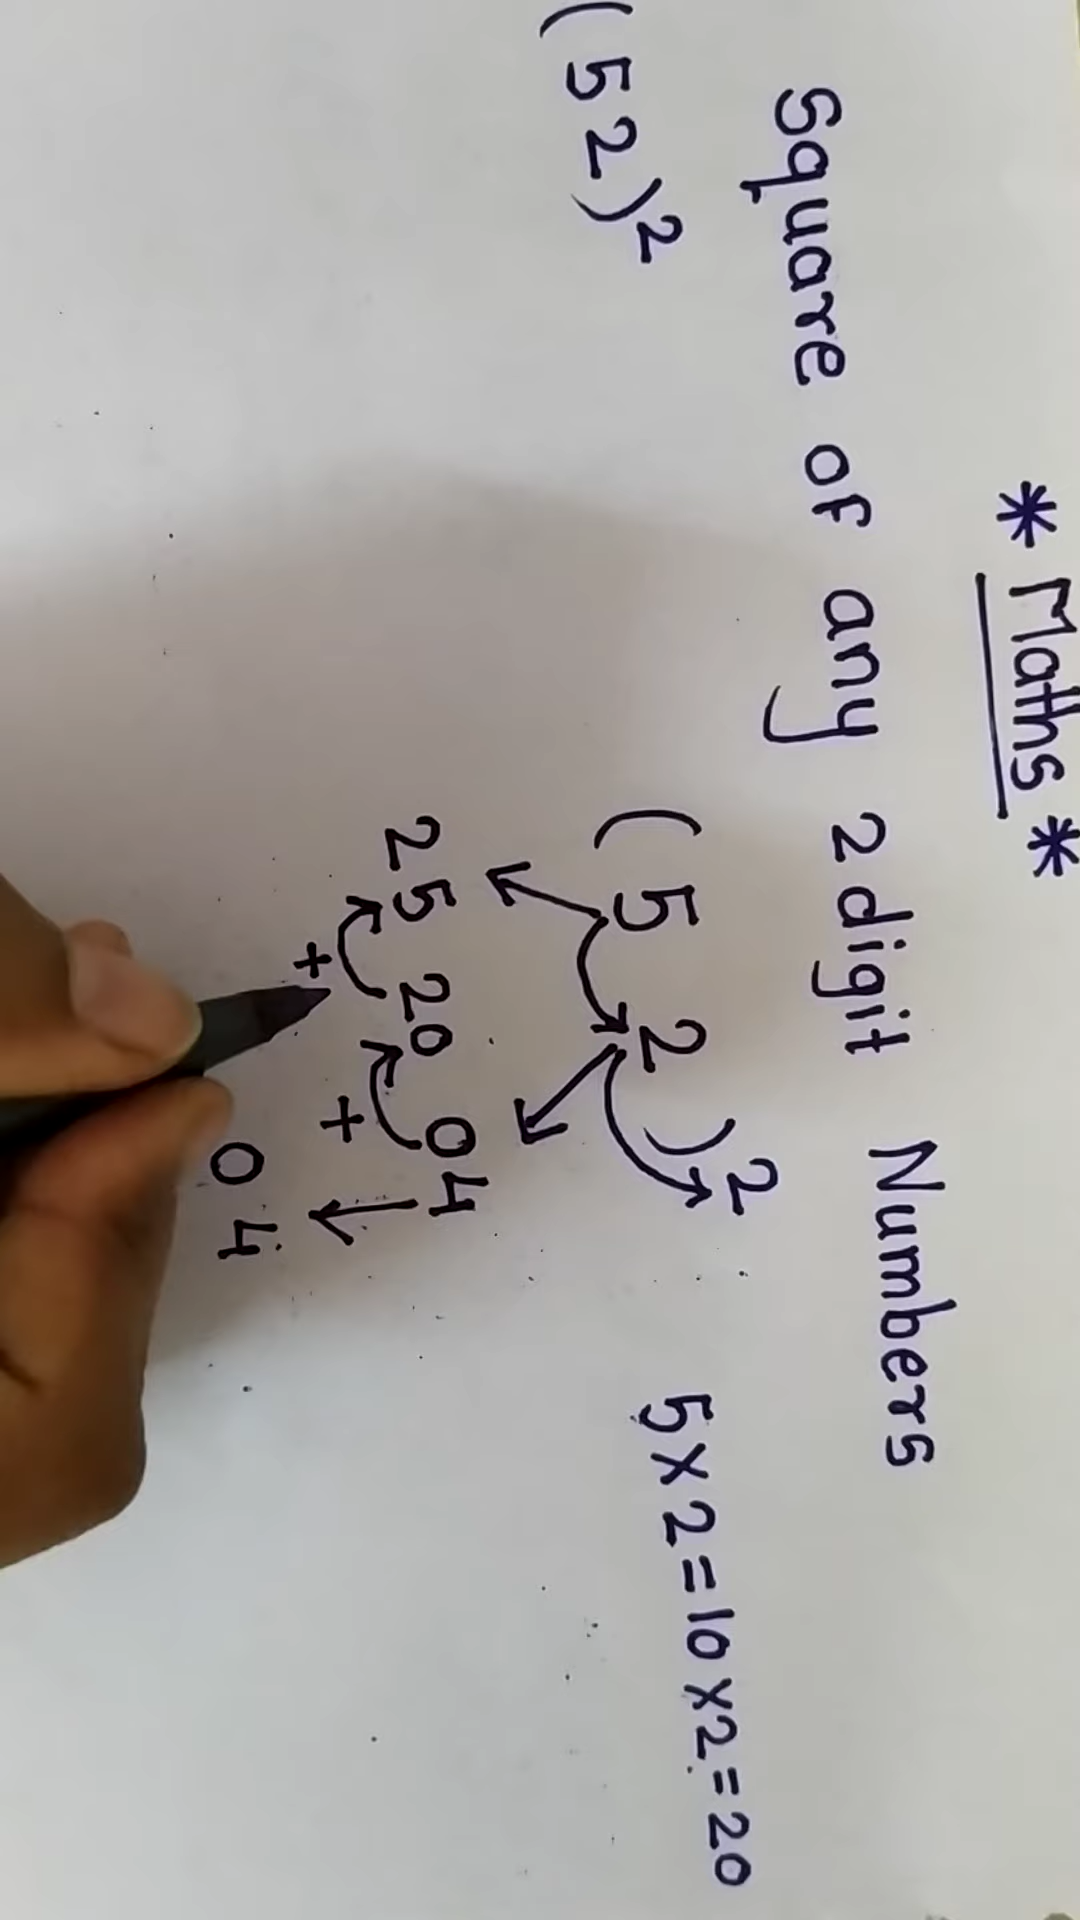 * Maths *
Square of any 2 digit Numbers
(52)² (5 2)² 5×2=10×2=20
25 20 04
+ +
04